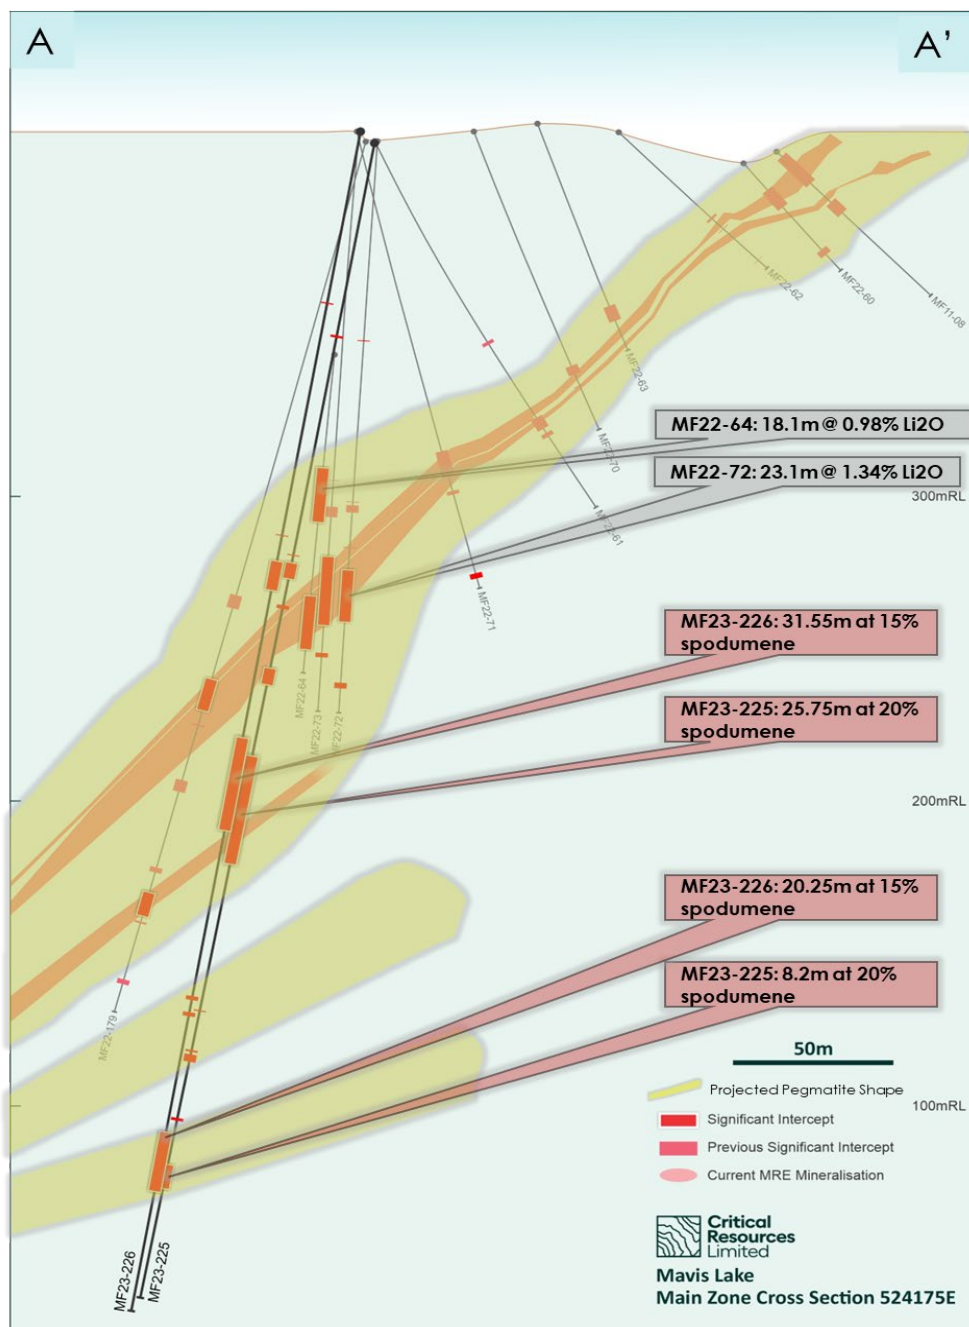 A
A'
MF22-62
MF22-60
MF11-08
MF22-63
MF22-70
MF22-64: 18.1m @ 0.98% Li2O
MF22-72: 23.1m @ 1.34% Li2O
300mRL
MF22-61
MF22-71
MF23-226: 31.55m at 15%
spodumene
MF22-64
MF22-73
MF22-72
MF23-225: 25.75m at 20%
spodumene
200mRL
MF23-226: 20.25m at 15%
spodumene
MF23-225: 8.2m at 20%
spodumene
MF22-179
50m
Projected Pegmatite Shape
100mRL
Significant Intercept
Previous Significant Intercept
Current MRE Mineralisation
Critical
Resources
Limited
MF23-226
MF23-225
Mavis Lake
Main Zone Cross Section 524175E